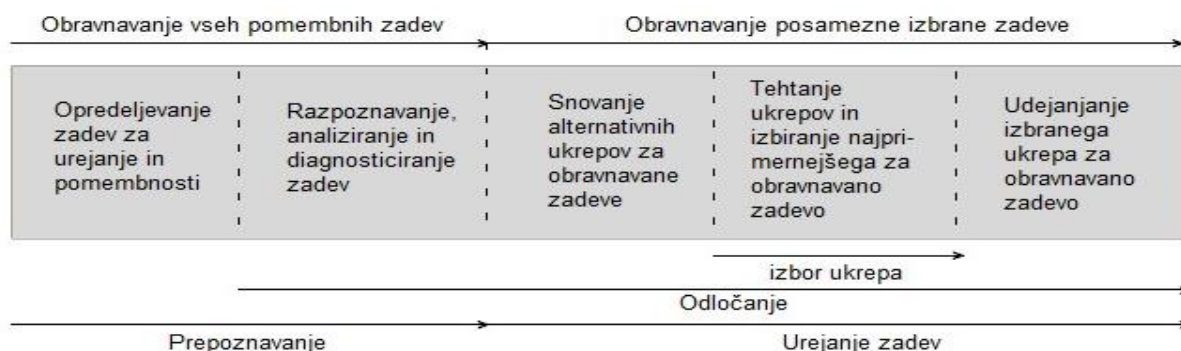 Obravnavanje vseh pomembnih zadev
Obravnavanje posamezne izbrane zadeve
Opredeljevanje
zadev za
urejanje in
pomembnosti
Razpoznavanje,
analiziranje in
diagnosticiranje
zadev
Snovanje
alternativnih
ukrepov za
obravnavane
zadeve
Tehtanje
ukrepov in
izbiranje najpri-
mernejšega za
obravnavano
zadevo
Udejanjanje
izbranega
ukrepa za
obravnavano
zadevo
izbor ukrepa
Odločanje
Prepoznavanje
Urejanje zadev